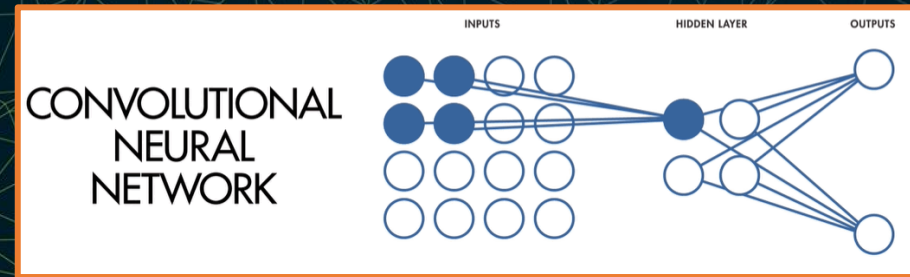 INPUTS
HIDDEN LAYER
OUTPUTS
CONVOLUTIONAL
NEURAL
NETWORK